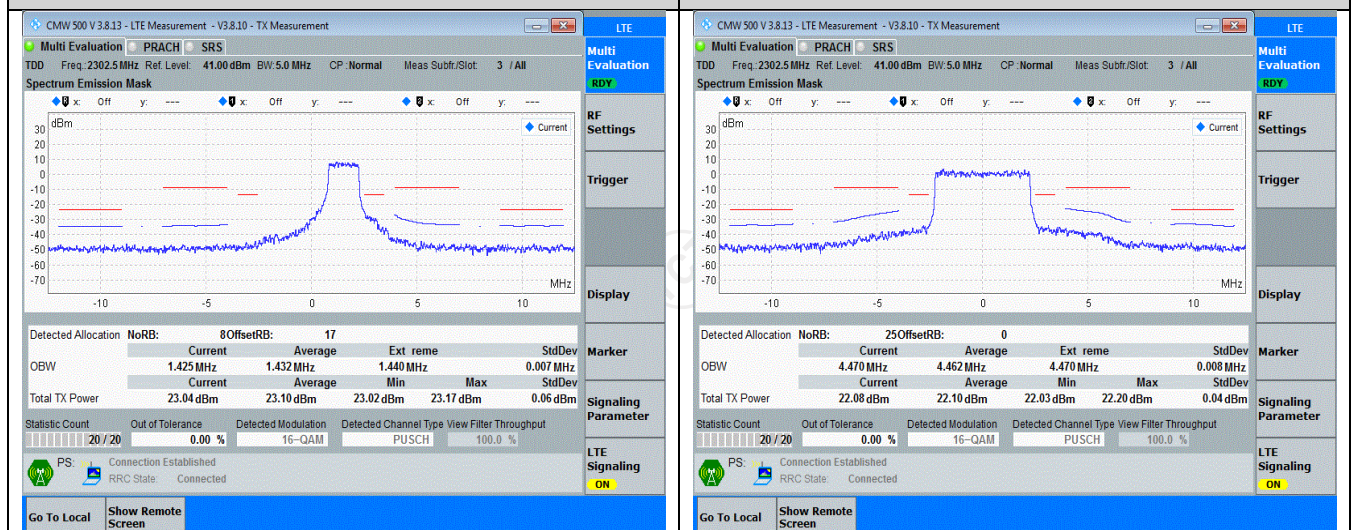 CMW 500 V 3.8.13 - LTE Measurement - V3.8.10 - TX Measurement
LTE
Multi Evaluation PRACH SRS
Multi Evaluation
RDY
TDD Freq.:2302.5 MHz Ref. Level: 41.00 dBm BW:5.0 MHz CP :Normal Meas Subfr./Slot: 3 / All
Spectrum Emission Mask
x: Off y: --- x: Off y: --- x: Off y: ---
dBm
Current
30
20
10
0
-10
-20
-30
-40
-50
-60
-70
MHz
-10 -5 0 5 10
RF Settings
Trigger
Display
Marker
Signaling Parameter
LTE Signaling
ON
Detected Allocation NoRB: 8 OffsetRB: 17
Current Average Ext reme StdDev
OBW 1.425 MHz 1.432 MHz 1.440 MHz 0.007 MHz
Current Average Min Max StdDev
Total TX Power 23.04 dBm 23.10 dBm 23.02 dBm 23.17 dBm 0.06 dBm
Statistic Count Out of Tolerance Detected Modulation Detected Channel Type View Filter Throughput
20 / 20 0.00 % 16-QAM PUSCH 100.0 %
PS: Connection Established
RRC State: Connected
Go To Local Show Remote Screen
CMW 500 V 3.8.13 - LTE Measurement - V3.8.10 - TX Measurement
LTE
Multi Evaluation PRACH SRS
Multi Evaluation
RDY
TDD Freq.:2302.5 MHz Ref. Level: 41.00 dBm BW:5.0 MHz CP :Normal Meas Subfr./Slot: 3 / All
Spectrum Emission Mask
x: Off y: --- x: Off y: --- x: Off y: ---
dBm
Current
30
20
10
0
-10
-20
-30
-40
-50
-60
-70
MHz
-10 -5 0 5 10
RF Settings
Trigger
Display
Marker
Signaling Parameter
LTE Signaling
ON
Detected Allocation NoRB: 25 OffsetRB: 0
Current Average Ext reme StdDev
OBW 4.470 MHz 4.462 MHz 4.470 MHz 0.008 MHz
Current Average Min Max StdDev
Total TX Power 22.08 dBm 22.10 dBm 22.03 dBm 22.20 dBm 0.04 dBm
Statistic Count Out of Tolerance Detected Modulation Detected Channel Type View Filter Throughput
20 / 20 0.00 % 16-QAM PUSCH 100.0 %
PS: Connection Established
RRC State: Connected
Go To Local Show Remote Screen